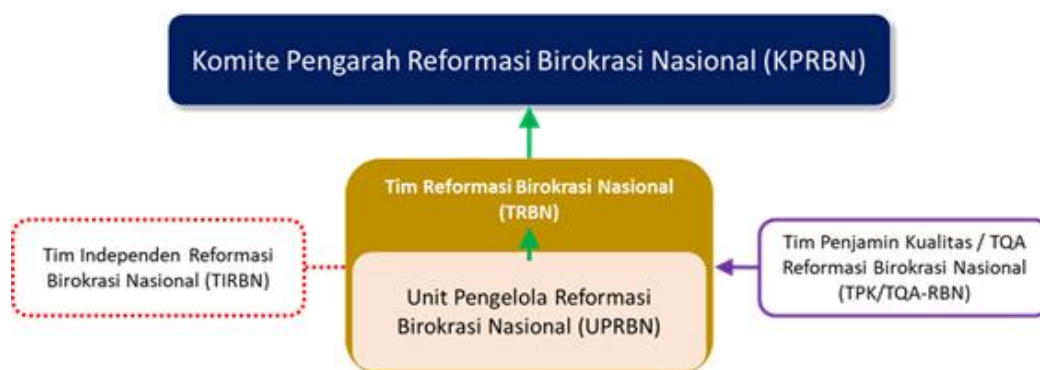 Komite Pengarah Reformasi Birokrasi Nasional (KPRBN)
Tim Reformasi Birokrasi Nasional
(TRBN)
Tim Independen Reformasi
Birokrasi Nasional (TIRBN)
Unit Pengelola Reformasi
Birokrasi Nasional (UPRBN)
Tim Penjamin Kualitas / TQA
Reformasi Birokrasi Nasional
(TPK/TQA-RBN)